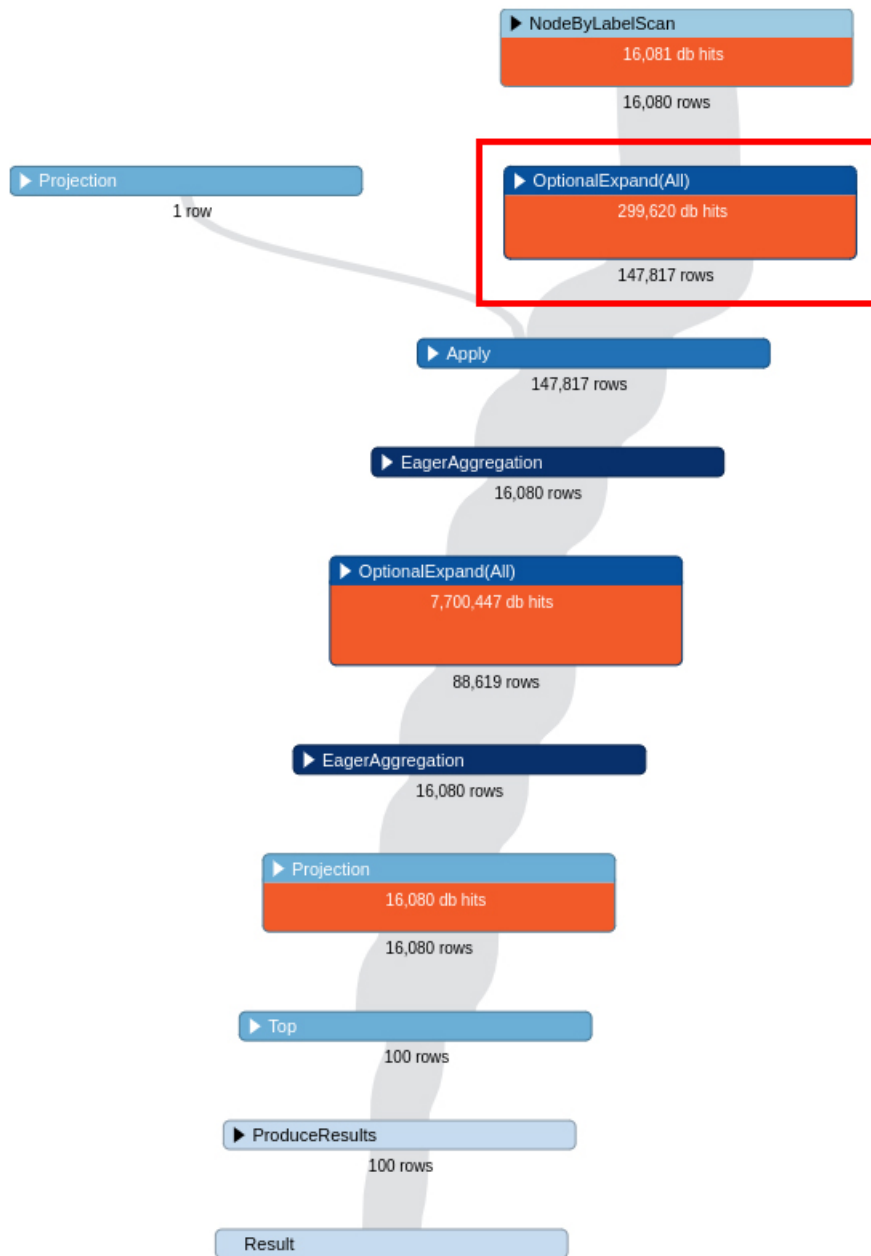 NodeByLabelScan
16,081 db hits
16,080 rows
Projection
1 row
OptionalExpand(All)
299,620 db hits
147,817 rows
Apply
147,817 rows
EagerAggregation
16,080 rows
OptionalExpand(All)
7,700,447 db hits
88,619 rows
EagerAggregation
16,080 rows
Projection
16,080 db hits
16,080 rows
Top
100 rows
ProduceResults
100 rows
Result